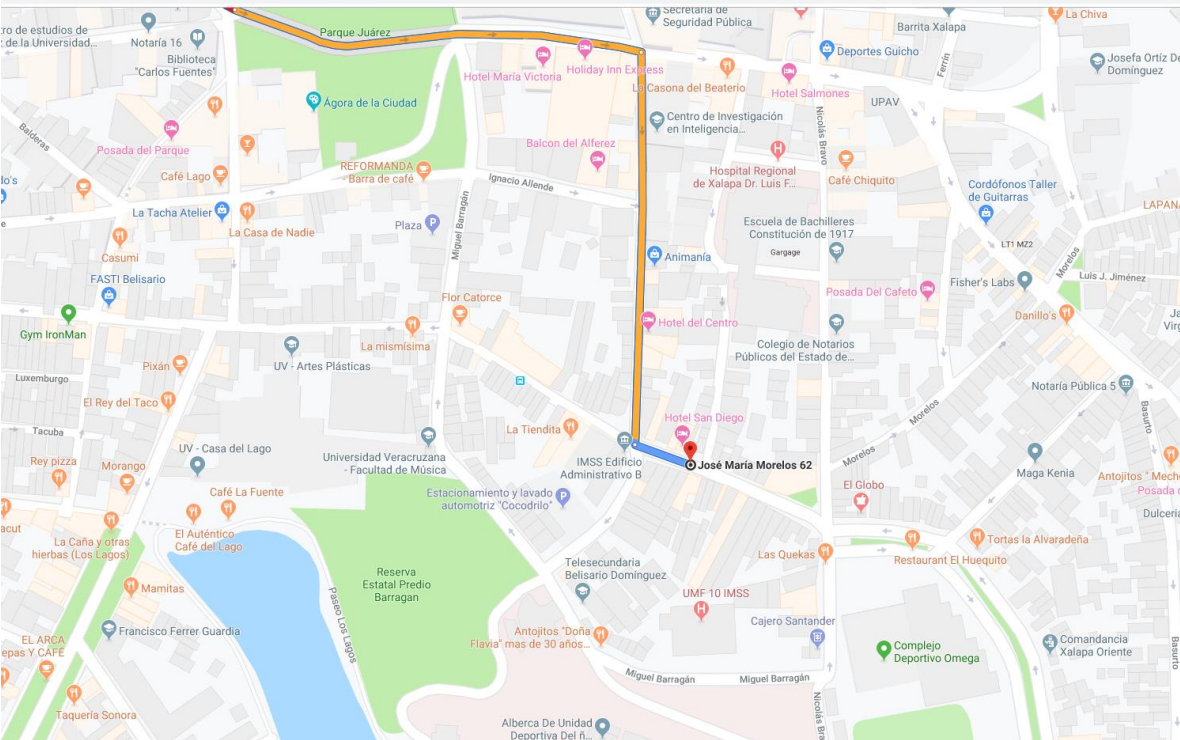 tro de estudios de
de la Universidad...
Notaría 16
Biblioteca
"Carlos Fuentes"
Parque Juárez
Secretaría de
Seguridad Pública
Barrita Xalapa
La Chiva
Josefa Ortíz De
Domínguez
Hotel María Victoria
Holiday Inn Express
Deportes Guicho
La Casona del Beaterio
Hotel Salmones
Ferrín
UPAV
Ágora de la Ciudad
Centro de Investigación
en Inteligencia...
Nicolás Bravo
Balderas
Posada del Parque
Balcon del Alferez
Café Lago
REFORMANDA
- Barra de café
Hospital Regional
de Xalapa Dr. Luis F...
Café Chiquito
do's
Ignacio Allende
Cordófonos Taller
de Guitarras
La Tacha Atelier
La Casa de Nadie
Plaza
Miguel Barragán
Escuela de Bachilleres
Constitución de 1917
LAPANA
Casumi
LT1 MZ2
Gargage
Animanía
FASTI Belisario
Morelos
Luis J. Jiménez
Fisher's Labs
Posada Del Cafeto
Flor Catorce
Gym IronMan
Hotel del Centro
Danillo's
Ja
Virg
La mismísima
Colegio de Notarios
Públicos del Estado de...
Pixán
UV - Artes Plásticas
Luxemburgo
El Rey del Taco
Notaría Pública 5
Tacuba
La Tiendita
Hotel San Diego
Morelos
Basurto
UV - Casa del Lago
Universidad Veracruzana
- Facultad de Música
IMSS Edificio
Administrativo B
José María Morelos 62
Morelos
Rey pizza
Morango
Maga Kenia
Antojitos " Mech
Posada d
Café La Fuente
Estacionamiento y lavado
automotriz "Cocodrilo"
El Globo
Dulcería
acut
La Caña y otras
hierbas (Los Lagos)
El Auténtico
Café del Lago
Tortas la Alvaradeña
Las Quekas
Restaurant El Huequito
Reserva
Estatal Predio
Barragan
Telesecundaria
Belisario Domínguez
Mamitas
Paseo Los Lagos
UMF 10 IMSS
Cajero Santander
Francisco Ferrer Guardia
EL ARCA
epas Y CAFÉ
Antojitos "Doña
Flavia" mas de 30 años...
Complejo
Deportivo Omega
Comandancia
Xalapa Oriente
Basurto
Miguel Barragán
Miguel Barragán
Taquería Sonora
Nicolás Bra
Alberca De Unidad
Deportiva Del ñ...